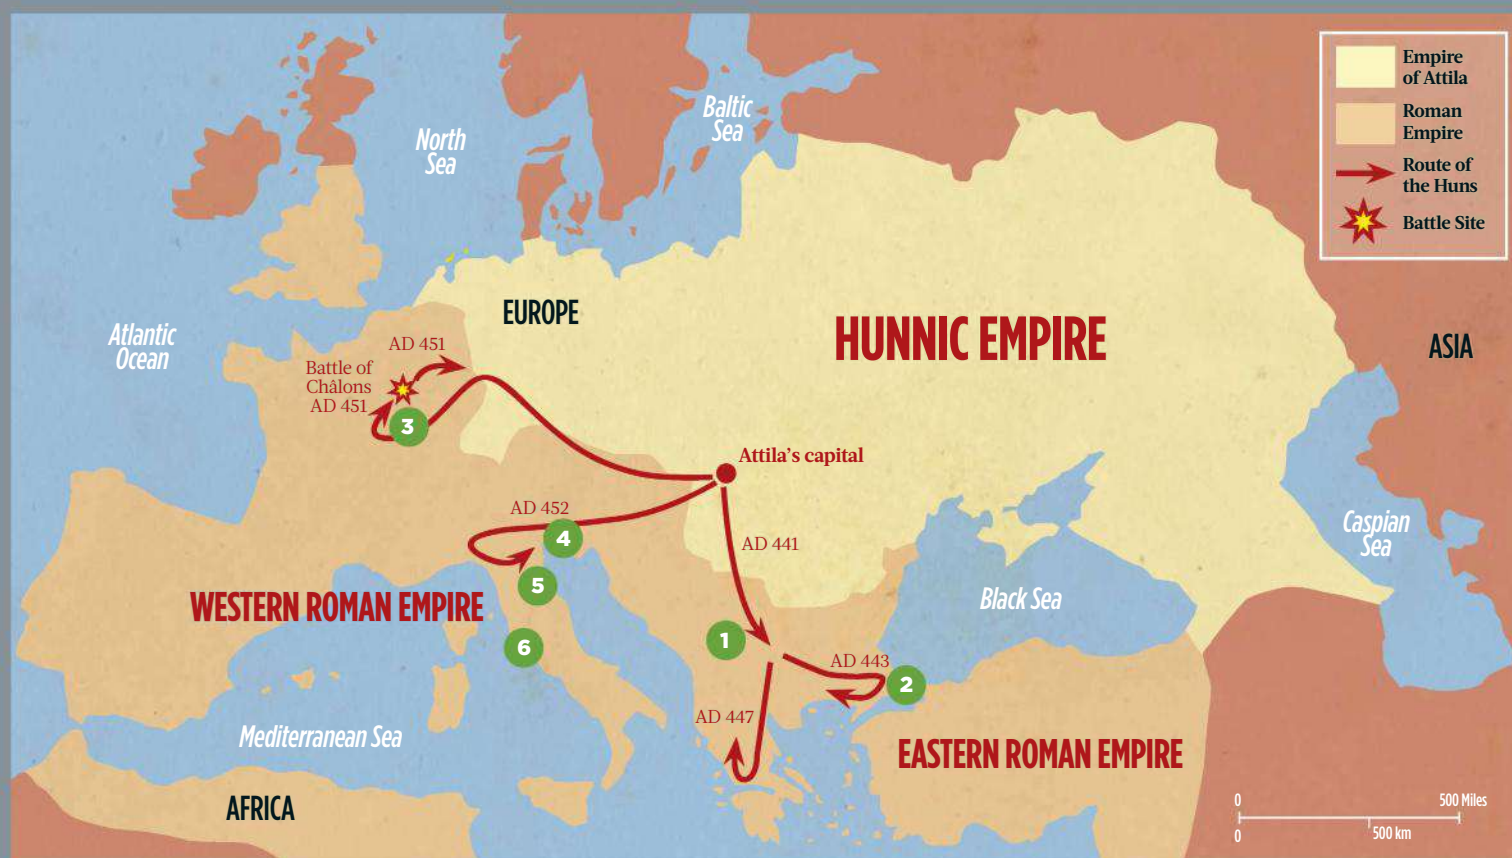 Empire
of Attila
Roman
Empire
Route of
the Huns
Battle Site
Baltic
Sea
North
Sea
EUROPE
HUNNIC EMPIRE
ASIA
Atlantic
Ocean
AD 451
Battle of
Châlons
AD 451
3
Attila's capital
AD 452
4
AD 441
Caspian
Sea
5
Black Sea
WESTERN ROMAN EMPIRE
6
1
AD 443
2
AD 447
Mediterranean Sea
EASTERN ROMAN EMPIRE
AFRICA
0 500 Miles
0 500 km